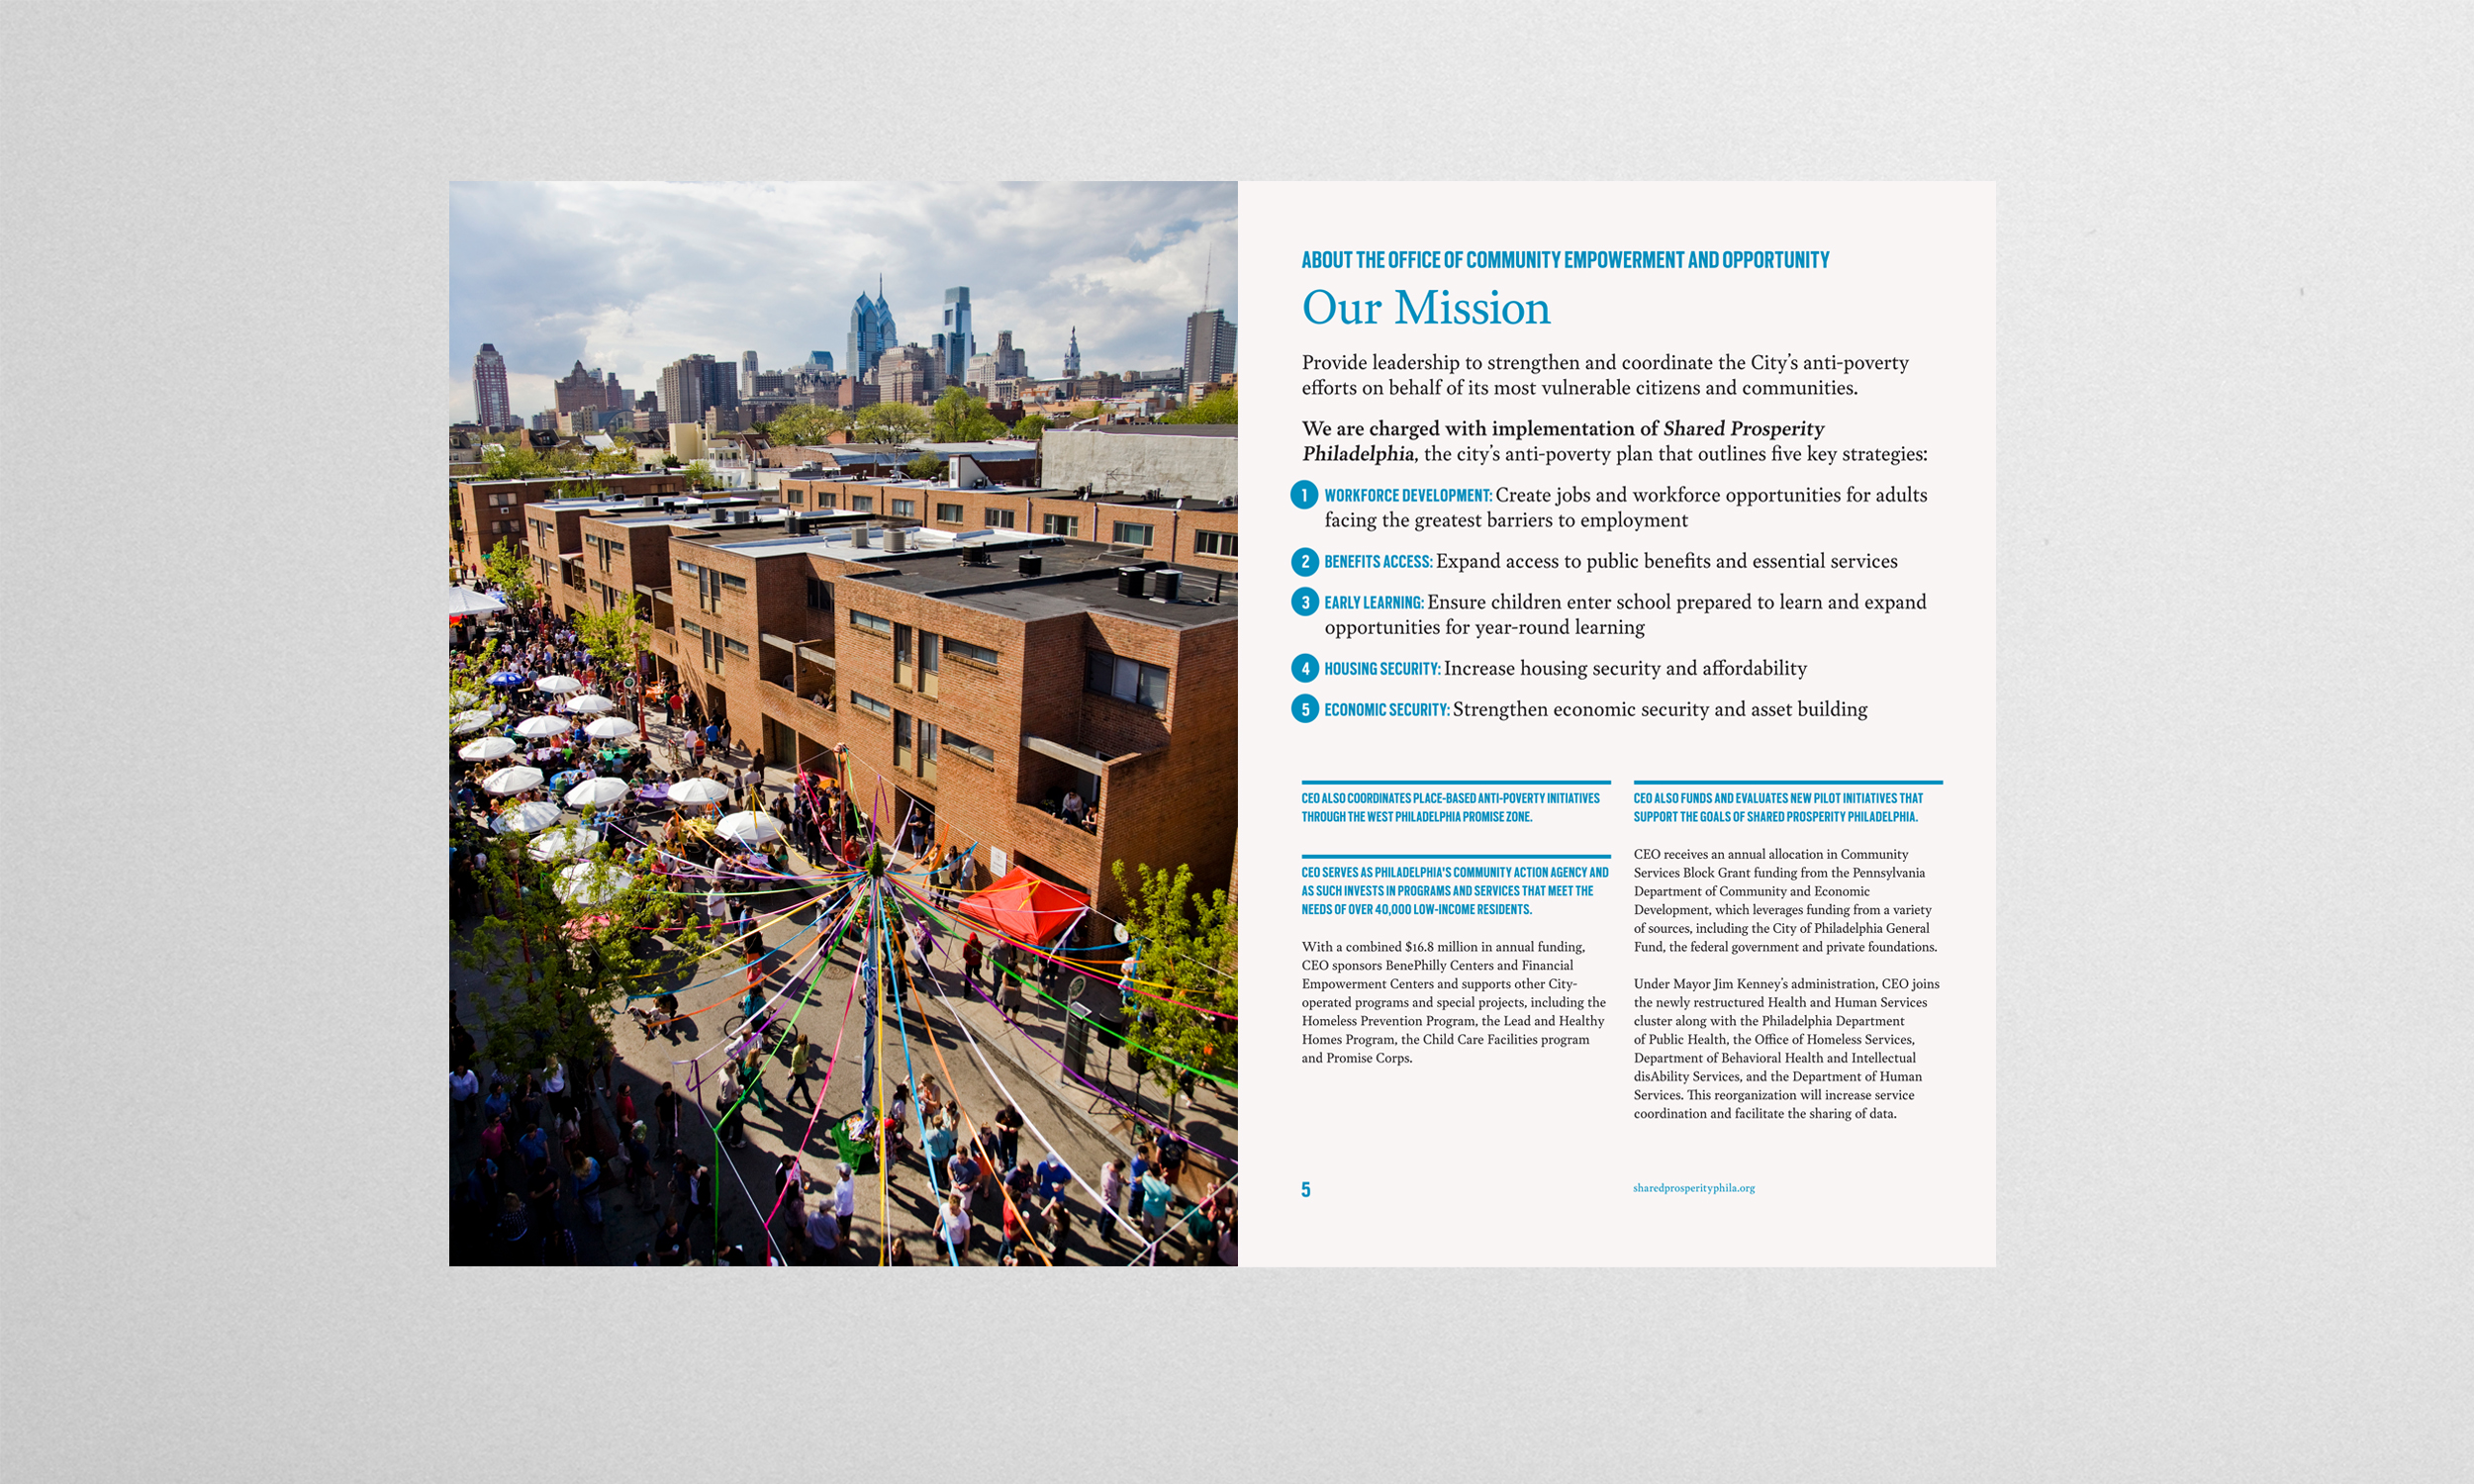 ABOUT THE OFFICE OF COMMUNITY EMPOWERMENT AND OPPORTUNITY
Our Mission
Provide leadership to strengthen and coordinate the City's anti-poverty
efforts on behalf of its most vulnerable citizens and communities.
We are charged with implementation of Shared Prosperity
Philadelphia, the city's anti-poverty plan that outlines five key strategies:
1 WORKFORCE DEVELOPMENT: Create jobs and workforce opportunities for adults
facing the greatest barriers to employment
2 BENEFITS ACCESS: Expand access to public benefits and essential services
3 EARLY LEARNING: Ensure children enter school prepared to learn and expand
opportunities for year-round learning
4 HOUSING SECURITY: Increase housing security and affordability
5 ECONOMIC SECURITY: Strengthen economic security and asset building
CEO ALSO COORDINATES PLACE-BASED ANTI-POVERTY INITIATIVES
THROUGH THE WEST PHILADELPHIA PROMISE ZONE.
CEO SERVES AS PHILADELPHIA'S COMMUNITY ACTION AGENCY AND
AS SUCH INVESTS IN PROGRAMS AND SERVICES THAT MEET THE
NEEDS OF OVER 40,000 LOW-INCOME RESIDENTS.
With a combined $16.8 million in annual funding,
CEO sponsors BenePhilly Centers and Financial
Empowerment Centers and supports other City-
operated programs and special projects, including the
Homeless Prevention Program, the Lead and Healthy
Homes Program, the Child Care Facilities program
and Promise Corps.
CEO ALSO FUNDS AND EVALUATES NEW PILOT INITIATIVES THAT
SUPPORT THE GOALS OF SHARED PROSPERITY PHILADELPHIA.
CEO receives an annual allocation in Community
Services Block Grant funding from the Pennsylvania
Department of Community and Economic
Development, which leverages funding from a variety
of sources, including the City of Philadelphia General
Fund, the federal government and private foundations.
Under Mayor Jim Kenney's administration, CEO joins
the newly restructured Health and Human Services
cluster along with the Philadelphia Department
of Public Health, the Office of Homeless Services,
Department of Behavioral Health and Intellectual
disAbility Services, and the Department of Human
Services. This reorganization will increase service
coordination and facilitate the sharing of data.
5
sharedprosperityphila.org